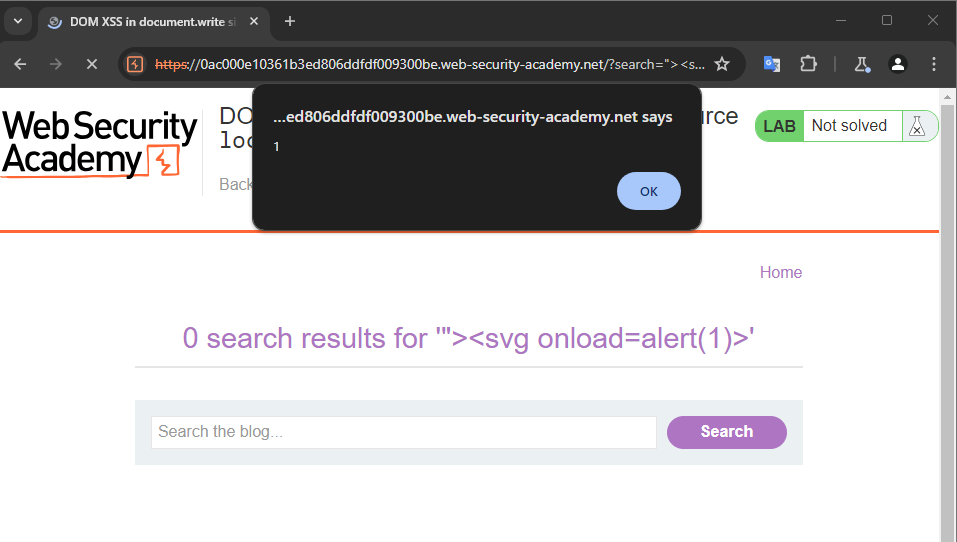 DOM XSS in document.write si
https://0ac000e10361b3ed806ddfdf009300be.web-security-academy.net/?search="><s...
...ed806ddfdf009300be.web-security-academy.net says
1
OK
Web Security
Academy
DO
urce
loc
Back
LAB Not solved
Home
0 search results for '"><svg onload=alert(1)>'
Search the blog...
Search